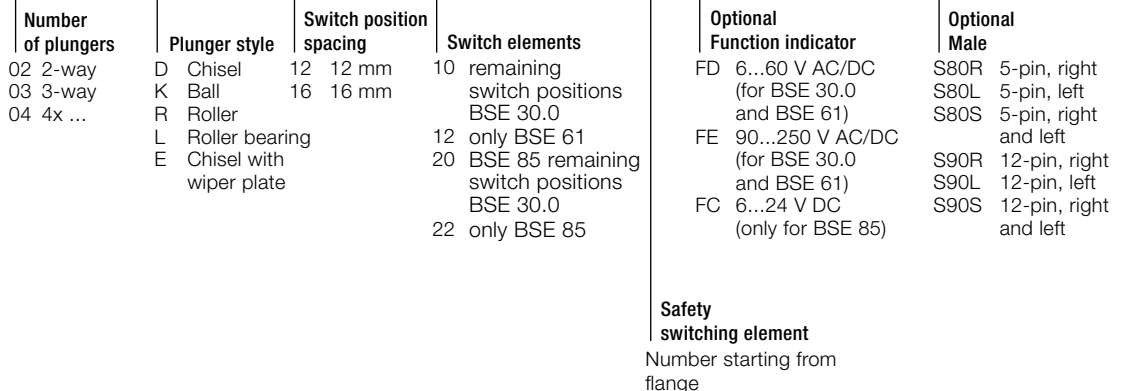 Number
of plungers
02 2-way
03 3-way
04 4x ...
Plunger style
D Chisel
K Ball
R Roller
L Roller bearing
E Chisel with
wiper plate
Switch position
spacing
12 12 mm
16 16 mm
Switch elements
10 remaining
switch positions
BSE 30.0
12 only BSE 61
20 BSE 85 remaining
switch positions
BSE 30.0
22 only BSE 85
Optional
Function indicator
FD 6...60 V AC/DC
(for BSE 30.0
and BSE 61)
FE 90...250 V AC/DC
(for BSE 30.0
and BSE 61)
FC 6...24 V DC
(only for BSE 85)
Optional
Male
S80R 5-pin, right
S80L 5-pin, left
S80S 5-pin, right
and left
S90R 12-pin, right
S90L 12-pin, left
S90S 12-pin, right
and left
Safety
switching element
Number starting from
flange